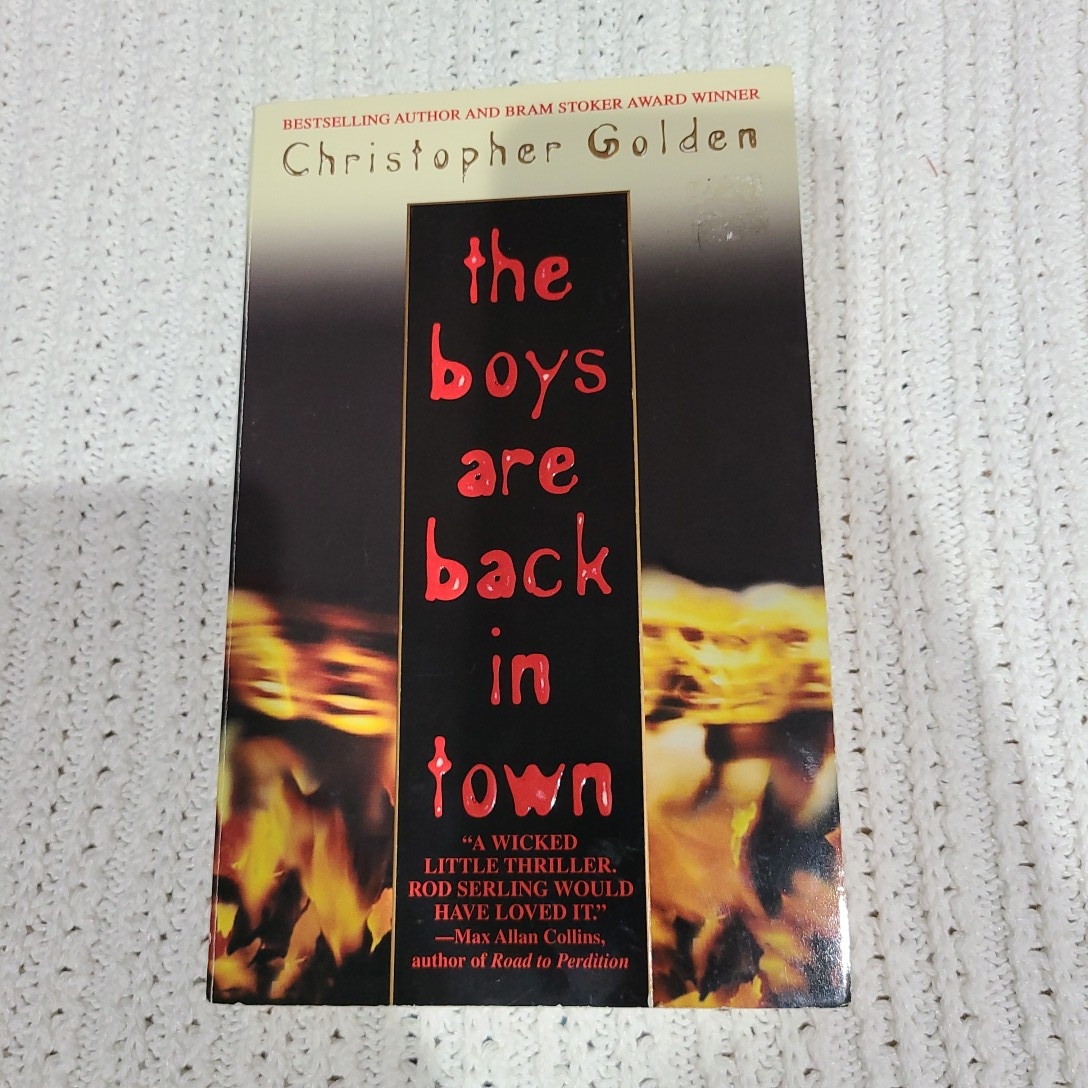 BESTSELLING AUTHOR AND BRAM STOKER AWARD WINNER
Christopher Golden
the
boys
are
back
in
town
“A WICKED
LITTLE THRILLER.
ROD SERLING WOULD
HAVE LOVED IT.”
—Max Allan Collins,
author of Road to Perdition